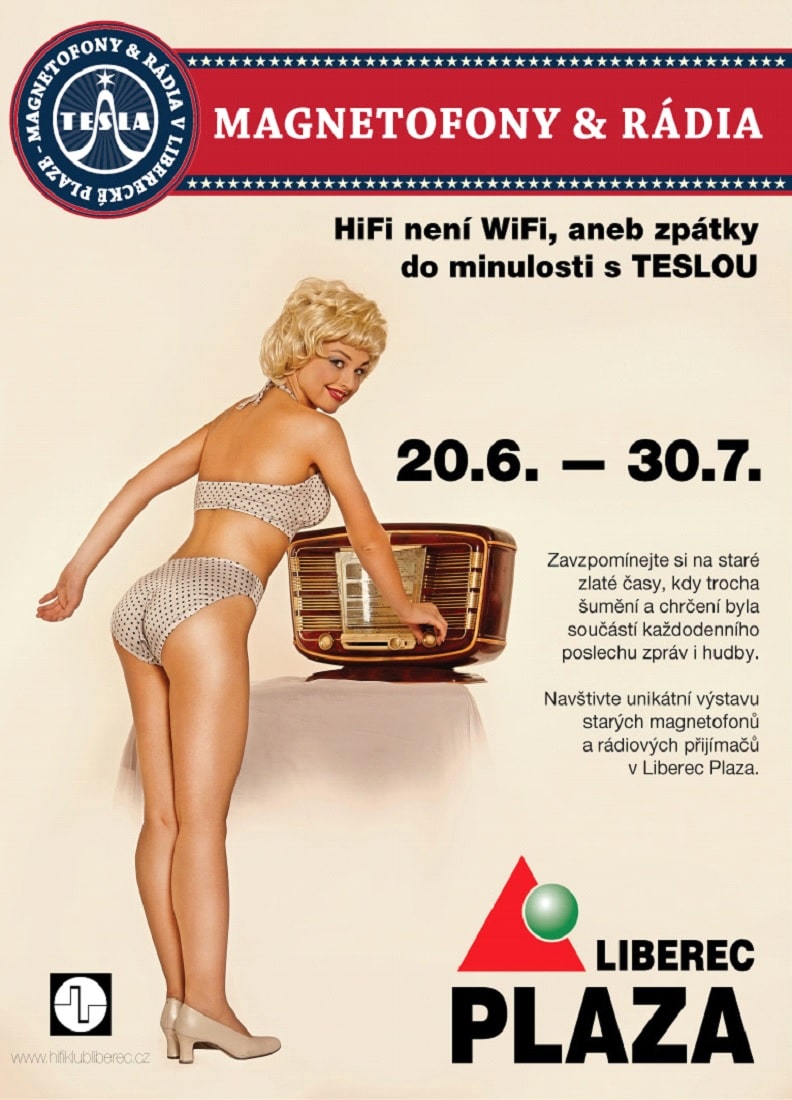 MAGNETOFONY & RÁDIA V LIBERECKÉ PLAZE -
TESLA
MAGNETOFONY & RÁDIA
HiFi není WiFi, aneb zpátky
do minulosti s TESLOU
20.6. — 30.7.
Zavzpomínejte si na staré
zlaté časy, kdy trocha
šumění a chrčení byla
součástí každodenního
poslechu zpráv i hudby.
Navštivte unikátní výstavu
starých magnetofonů
a rádiových přijímačů
v Liberec Plaza.
LIBEREC
PLAZA
www.hifiklubliberec.cz